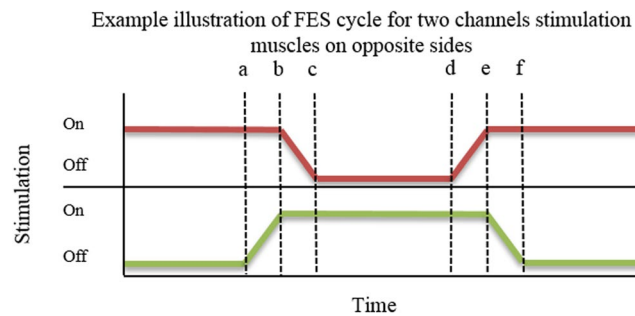 Example illustration of FES cycle for two channels stimulation
muscles on opposite sides
a b c d e f
On
Off
On
Off
Stimulation
Time